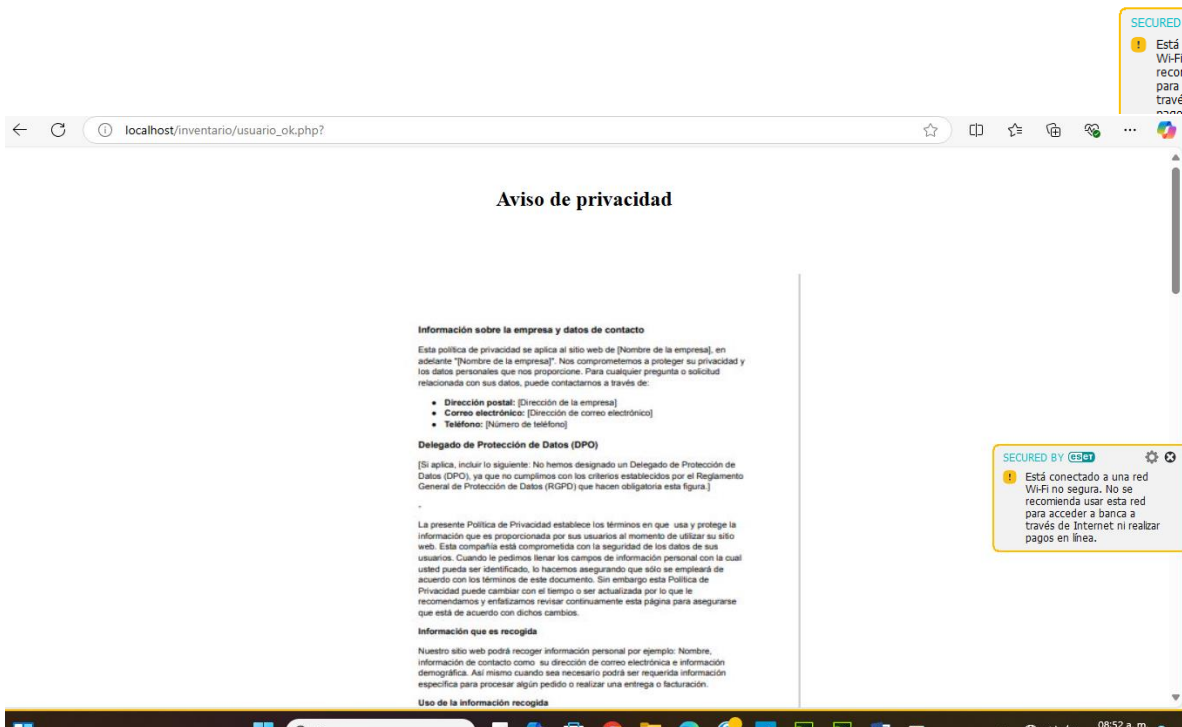 SECURED
Está
Wi-Fi
para
travé
localhost/inventario/usuario_ok.php?
Aviso de privacidad
Información sobre la empresa y datos de contacto
Esta política de privacidad se aplica al sitio web de [Nombre de la empresa], en
adelante "[Nombre de la empresa]". Nos comprometemos a proteger su privacidad y
los datos personales que nos proporcione. Para cualquier pregunta o solicitud
relacionada con sus datos, puede contactarnos a través de:
• Dirección postal: [Dirección de la empresa]
• Correo electrónico: [Dirección de correo electrónico]
• Teléfono: [Número de teléfono]
Delegado de Protección de Datos (DPO)
[Si aplica, incluir lo siguiente: No hemos designado un Delegado de Protección de
Datos (DPO), ya que no cumplimos con los criterios establecidos por el Reglamento
General de Protección de Datos (RGPD) que hacen obligatoria esta figura.]
-
La presente Política de Privacidad establece los términos en que usa y protege la
información que es proporcionada por sus usuarios al momento de utilizar su sitio
web. Esta compañía está comprometida con la seguridad de los datos de sus
usuarios. Cuando le pedimos llenar los campos de información personal con la cual
usted pueda ser identificado, lo hacemos asegurando que sólo se empleará de
acuerdo con los términos de este documento. Sin embargo esta Política de
Privacidad puede cambiar con el tiempo o ser actualizada por lo que le
recomendamos y enfatizamos revisar continuamente esta página para asegurarse
que está de acuerdo con dichos cambios.
Información que es recogida
Nuestro sitio web podrá recoger información personal por ejemplo: Nombre,
información de contacto como su dirección de correo electrónica e información
demográfica. Así mismo cuando sea necesario podrá ser requerida información
específica para procesar algún pedido o realizar una entrega o facturación.
Uso de la información recogida
SECURED BY eset
Está conectado a una red
Wi-Fi no segura. No se
recomienda usar esta red
para acceder a banca a
través de Internet ni realizar
pagos en línea.
08:52 a. m.